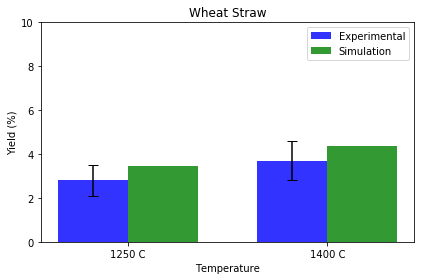 Wheat Straw
Experimental
Simulation
Yield (%)
10
8
6
4
2
0
1250 C
1400 C
Temperature